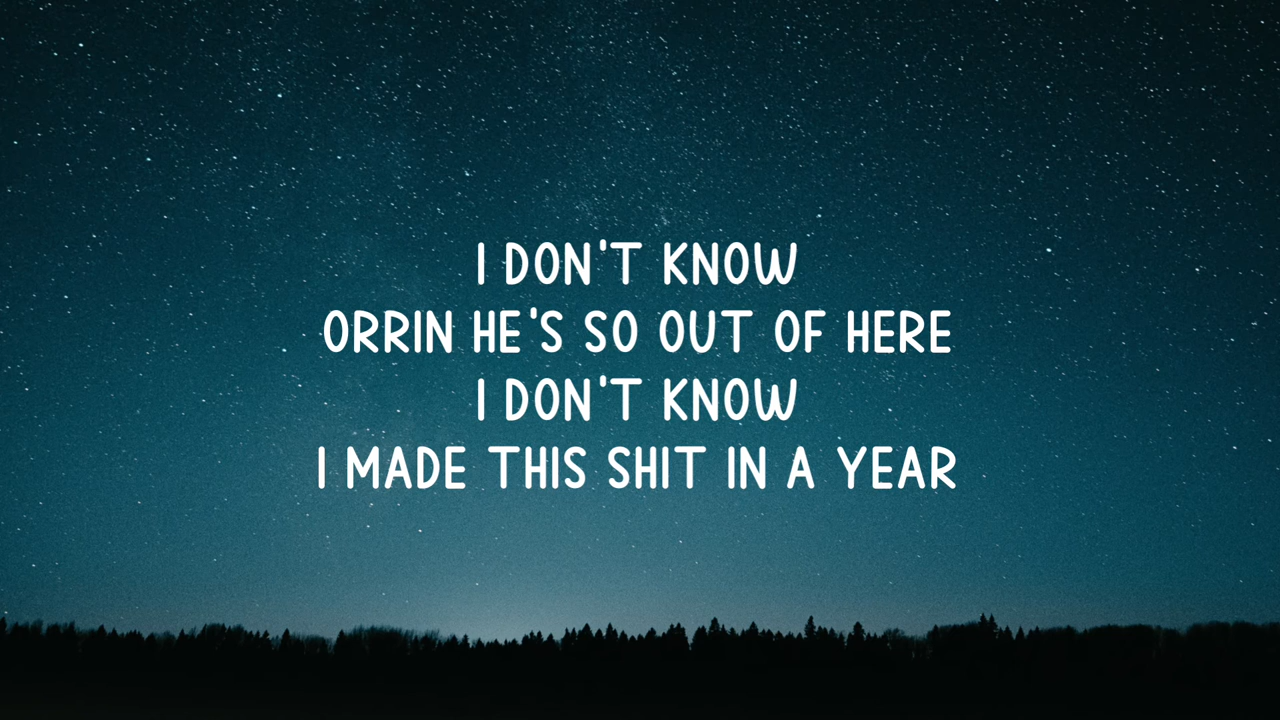 I DON'T KNOW
ORRIN HE'S SO OUT OF HERE
I DON'T KNOW
I MADE THIS SHIT IN A YEAR